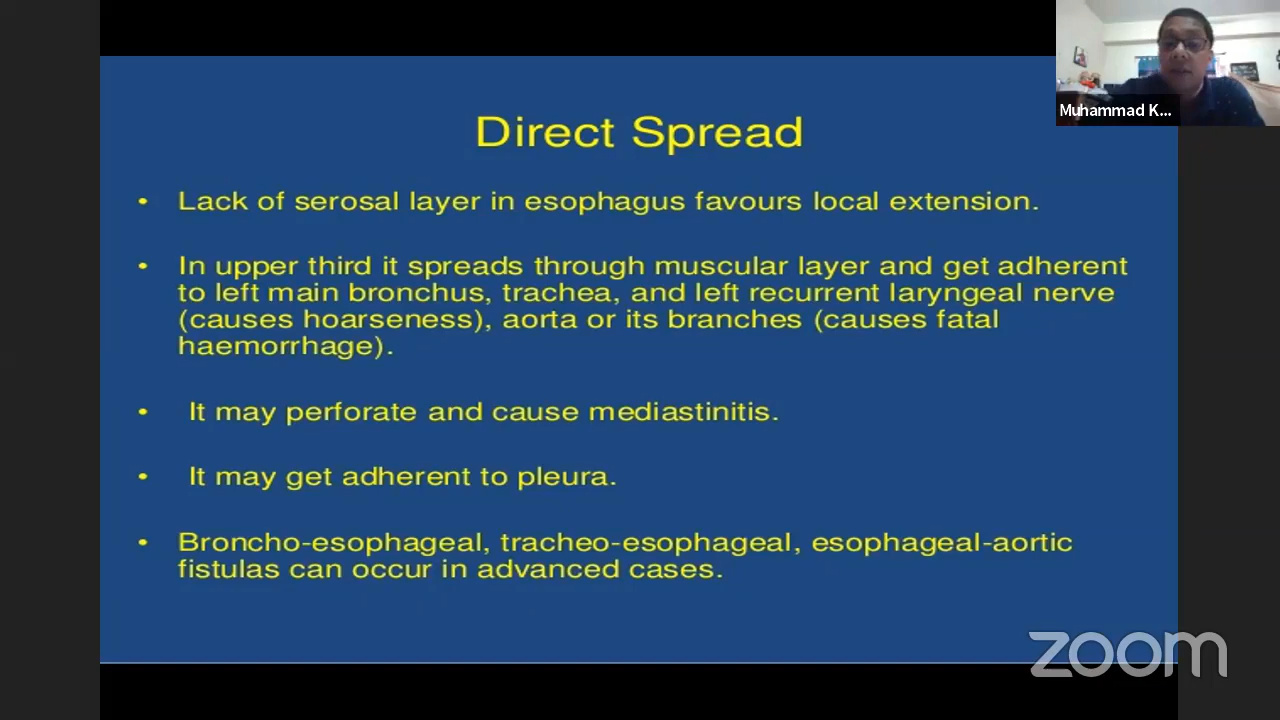 Direct Spread
• Lack of serosal layer in esophagus favours local extension.
• In upper third it spreads through muscular layer and get adherent
to left main bronchus, trachea, and left recurrent laryngeal nerve
(causes hoarseness), aorta or its branches (causes fatal
haemorrhage).
• It may perforate and cause mediastinitis.
• It may get adherent to pleura.
• Broncho-esophageal, tracheo-esophageal, esophageal-aortic
fistulas can occur in advanced cases.
Muhammad K...
zoom